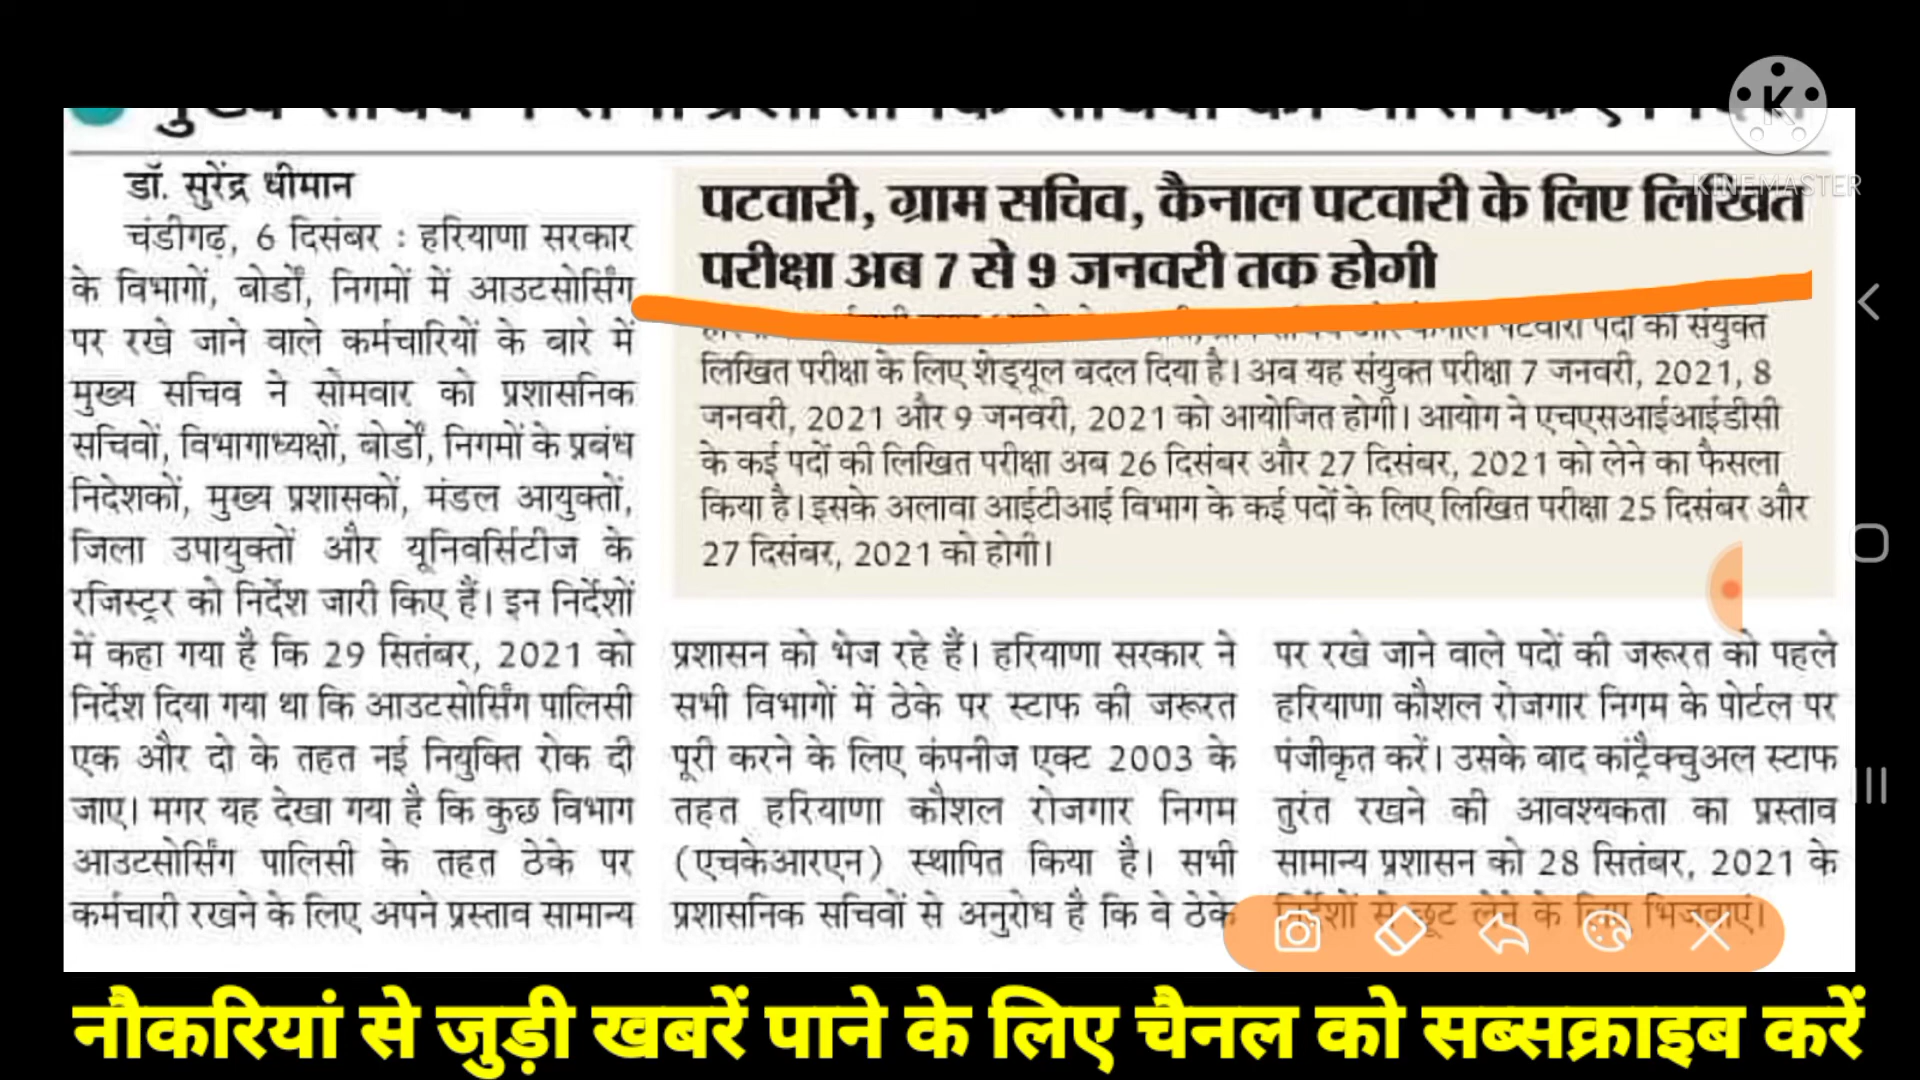 डॉ. सुरेंद्र धीमान
चंडीगढ़, 6 दिसंबर : हरियाणा सरकार
के विभागों, बोर्डों, निगमों में आउटसोर्सिंग
पर रखे जाने वाले कर्मचारियों के बारे में
मुख्य सचिव ने सोमवार को प्रशासनिक
सचिवों, विभागाध्यक्षों, बोर्डों, निगमों के प्रबंध
निदेशकों, मुख्य प्रशासकों, मंडल आयुक्तों,
जिला उपायुक्तों और यूनिवर्सिटीज के
रजिस्ट्रर को निर्देश जारी किए हैं। इन निर्देशों
में कहा गया है कि 29 सितंबर, 2021 को
निर्देश दिया गया था कि आउटसोर्सिंग पालिसी
एक और दो के तहत नई नियुक्ति रोक दी
जाए। मगर यह देखा गया है कि कुछ विभाग
आउटसोर्सिंग पालिसी के तहत ठेके पर
कर्मचारी रखने के लिए अपने प्रस्ताव सामान्य
पटवारी, ग्राम सचिव, कैनाल पटवारी के लिए लिखित
परीक्षा अब 7 से 9 जनवरी तक होगी
पटवारी पदों की संयुक्त
लिखित परीक्षा के लिए शेड्यूल बदल दिया है। अब यह संयुक्त परीक्षा 7 जनवरी, 2021, 8
जनवरी, 2021 और 9 जनवरी, 2021 को आयोजित होगी। आयोग ने एचएसआईआईडीसी
के कई पदों की लिखित परीक्षा अब 26 दिसंबर और 27 दिसंबर, 2021 को लेने का फैसला
किया है। इसके अलावा आईटीआई विभाग के कई पदों के लिए लिखित परीक्षा 25 दिसंबर और
27 दिसंबर, 2021 को होगी।
प्रशासन को भेज रहे हैं। हरियाणा सरकार ने
सभी विभागों में ठेके पर स्टाफ की जरूरत
पूरी करने के लिए कंपनीज एक्ट 2003 के
तहत हरियाणा कौशल रोजगार निगम
(एचकेआरएन) स्थापित किया है। सभी
प्रशासनिक सचिवों से अनुरोध है कि वे ठेके
पर रखे जाने वाले पदों की जरूरत को पहले
हरियाणा कौशल रोजगार निगम के पोर्टल पर
पंजीकृत करें। उसके बाद कांट्रैक्चुअल स्टाफ
तुरंत रखने की आवश्यकता का प्रस्ताव
सामान्य प्रशासन को 28 सितंबर, 2021 के
निर्देशों से छूट लेने के लिए भिजवाएं।
K
KINEMASTER
नौकरियां से जुड़ी खबरें पाने के लिए चैनल को सब्सक्राइब करें